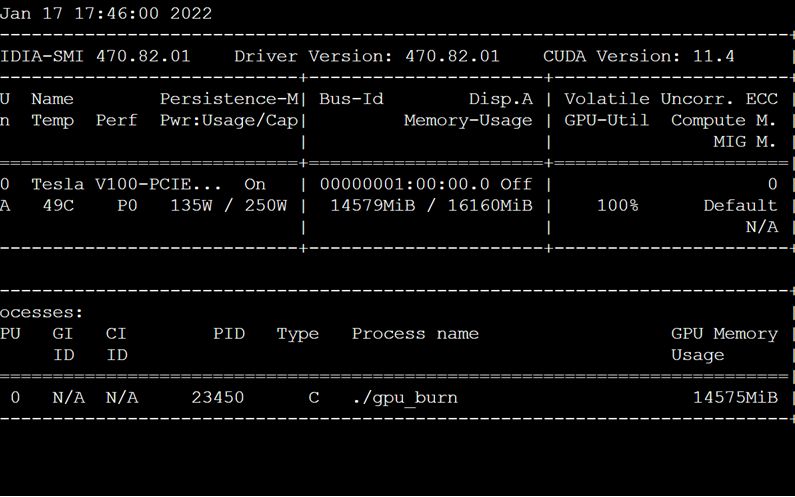 Jan 17 17:46:00 2022
IDIA-SMI 470.82.01 Driver Version: 470.82.01 CUDA Version: 11.4
U Name Persistence-M| Bus-Id Disp.A | Volatile Uncorr. ECC
n Temp Perf Pwr:Usage/Cap| Memory-Usage | GPU-Util Compute M.
| | MIG M.
0 Tesla V100-PCIE... On | 00000001:00:00.0 Off | 0
A 49C P0 135W / 250W | 14579MiB / 16160MiB | 100% Default
| | N/A
ocesses:
PU GI CI PID Type Process name GPU Memory
ID ID Usage
0 N/A N/A 23450 C ./gpu_burn 14575MiB